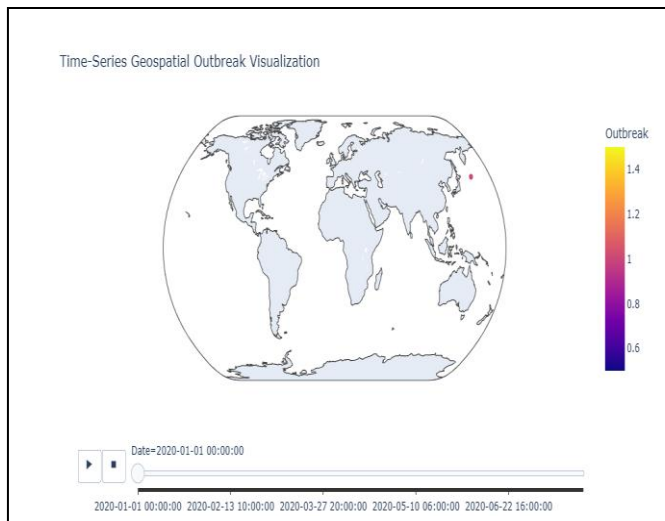 Time-Series Geospatial Outbreak Visualization
Outbreak
1.4
1.2
1
0.8
0.6
Date=2020-01-01 00:00:00
2020-01-01 00:00:00 2020-02-13 10:00:00 2020-03-27 20:00:00 2020-05-10 06:00:00 2020-06-22 16:00:00